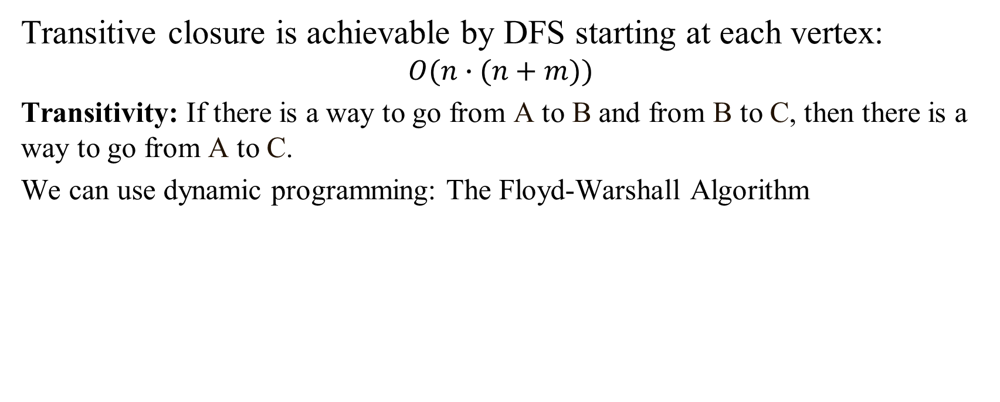 Transitive closure is achievable by DFS starting at each vertex:
O(n · (n + m))
Transitivity: If there is a way to go from A to B and from B to C, then there is a
way to go from A to C.
We can use dynamic programming: The Floyd-Warshall Algorithm